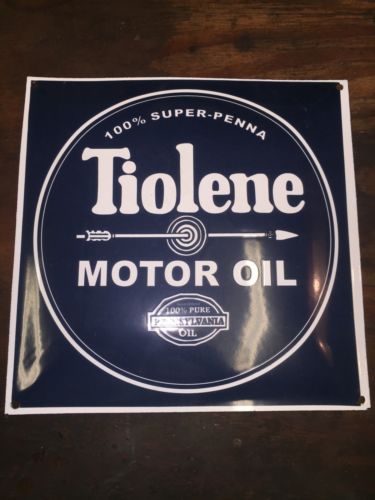 100% SUPER-PENNA
Tiolene
MOTOR OIL
100% PURE
PENNSYLVANIA
OIL